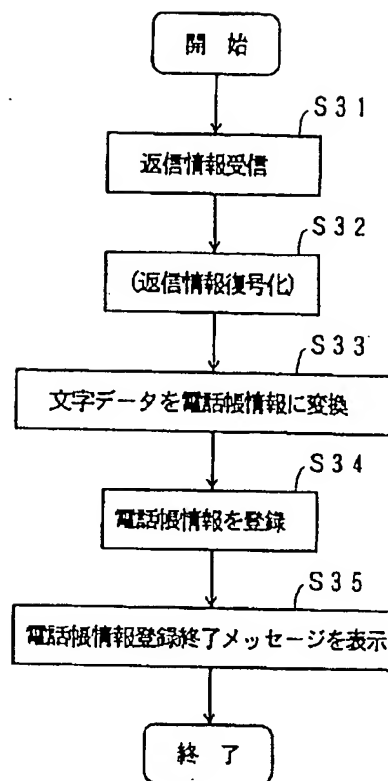 開 始
S31
返信情報受信
S32
(返信情報復号化)
S33
文字データを電話帳情報に変換
S34
電話帳情報を登録
S35
電話帳情報登録終了メッセージを表示
終 了